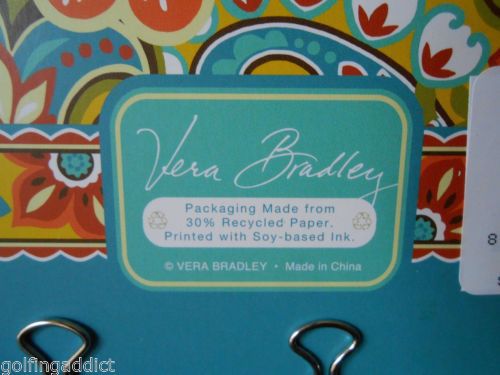 Vera Bradley
Packaging Made from
30% Recycled Paper.
Printed with Soy-based Ink.
© VERA BRADLEY • Made in China
8
golfingaddict